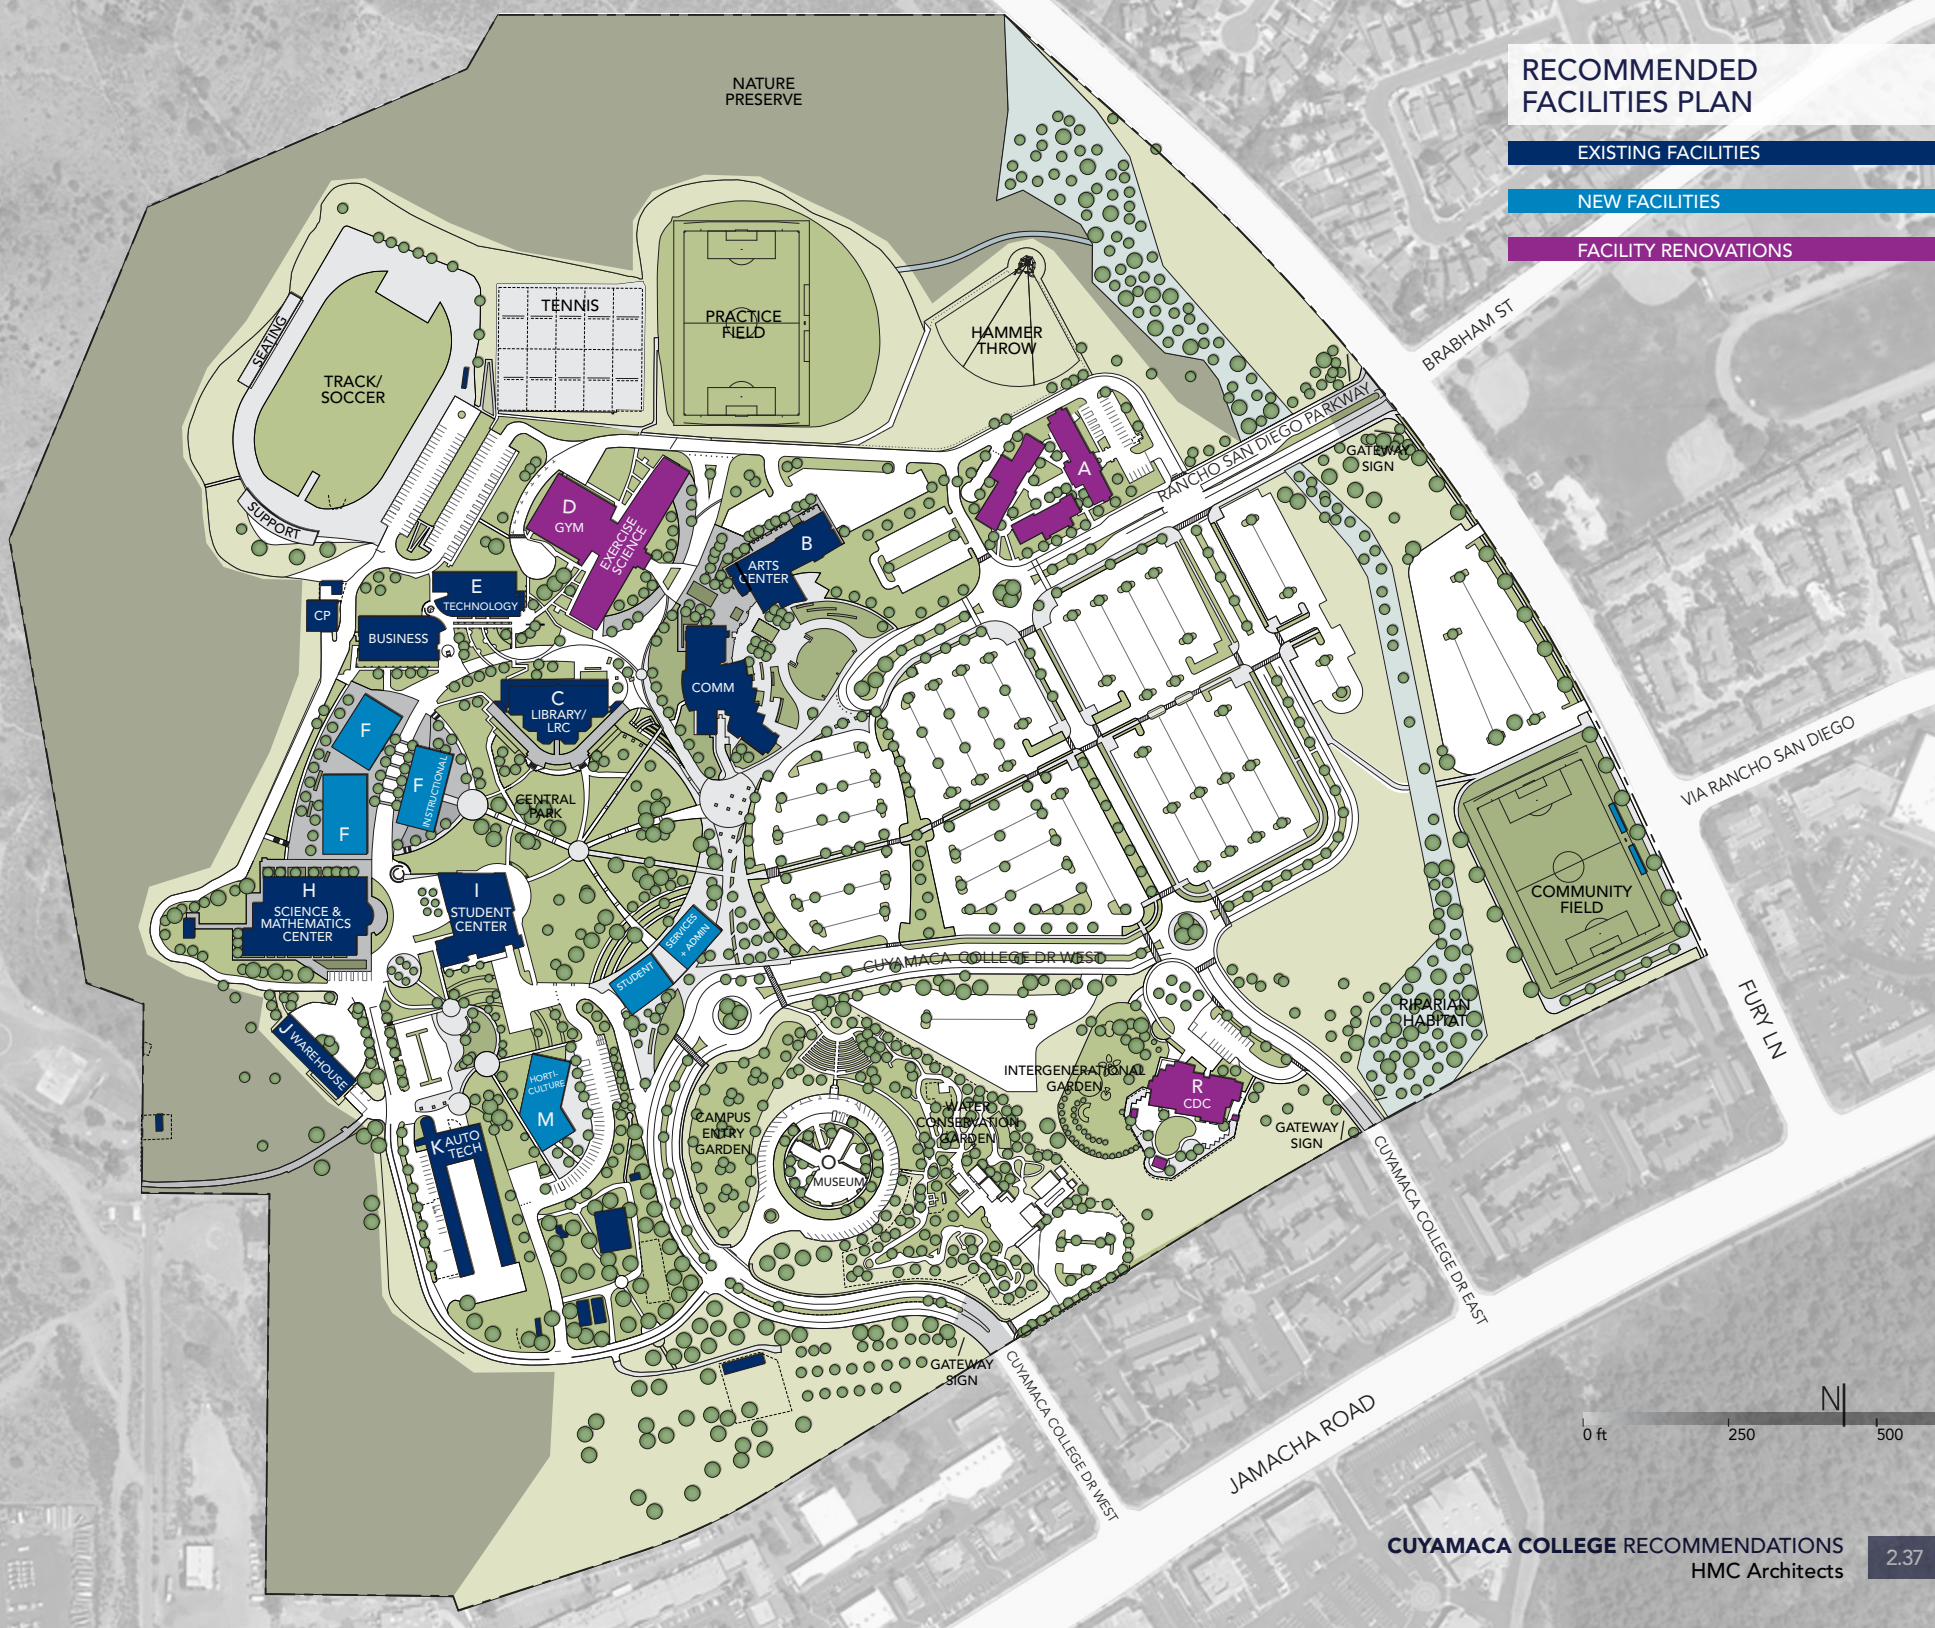 NATURE
PRESERVE
RECOMMENDED
FACILITIES PLAN
EXISTING FACILITIES
NEW FACILITIES
FACILITY RENOVATIONS
TENNIS
PRACTICE
FIELD
HAMMER
THROW
SEATING
TRACK/
SOCCER
SUPPORT
BRABHAM ST
RANCHO SAN DIEGO PARKWAY
GATEWAY
SIGN
A
D
GYM
EXERCISE
SCIENCE
B
ARTS
CENTER
E
TECHNOLOGY
CP
BUSINESS
COMM
C
LIBRARY/
LRC
F
F
INSTRUCTIONAL
F
CENTRAL
PARK
VIA RANCHO SAN DIEGO
H
SCIENCE &
MATHEMATICS
CENTER
I
STUDENT
CENTER
SERVICES
+ ADMIN
STUDENT
CUYAMACA COLLEGE DR WEST
COMMUNITY
FIELD
RIPARIAN
HABITAT
FURY LN
J WAREHOUSE
HORTI-
CULTURE
M
K AUTO
TECH
CAMPUS
ENTRY
GARDEN
O
MUSEUM
WATER
CONSERVATION
GARDEN
INTERGENERATIONAL
GARDEN
R
CDC
GATEWAY
SIGN
CUYAMACA COLLEGE DR EAST
GATEWAY
SIGN
CUYAMACA COLLEGE DR WEST
JAMACHA ROAD
N
0 ft
250
500
CUYAMACA COLLEGE RECOMMENDATIONS
HMC Architects
2.37